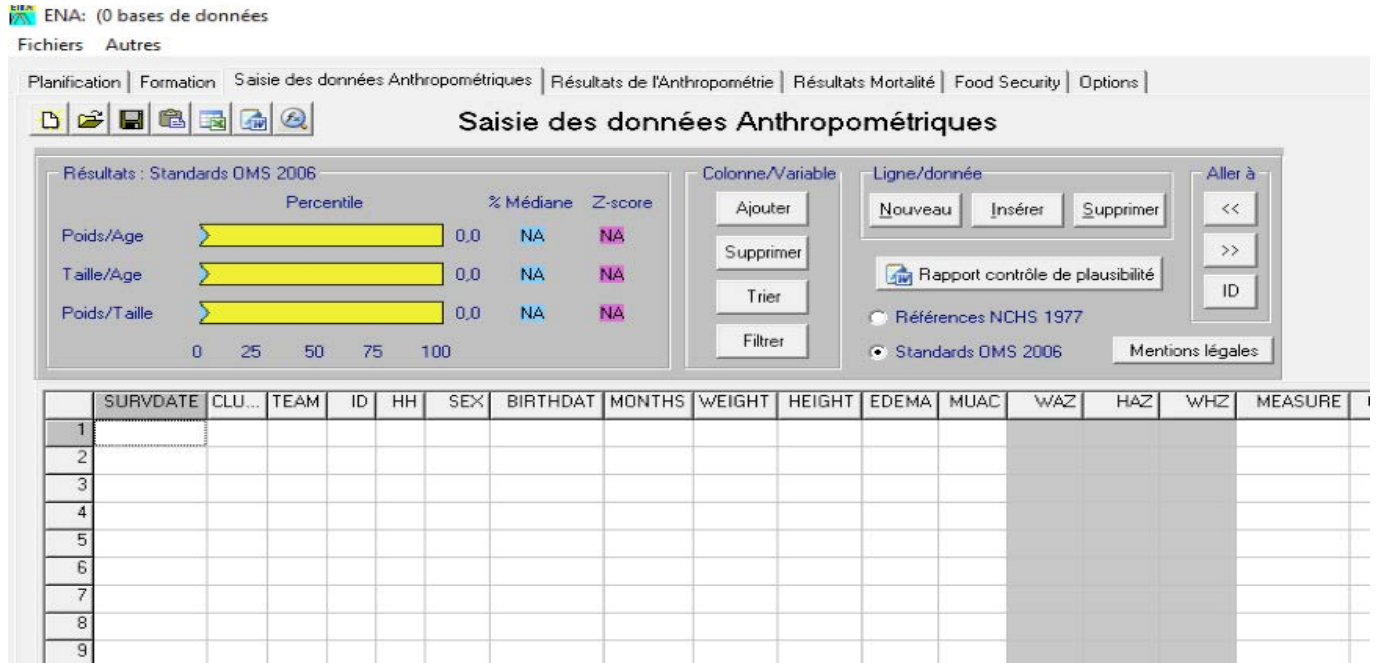 ENA: (0 bases de données
Fichiers Autres
Planification Formation Saisie des données Anthropométriques Résultats de l'Anthropométrie Résultats Mortalité Food Security Options
Saisie des données Anthropométriques
Résultats : Standards OMS 2006
Percentile % Médiane Z-score
Poids/Age 0,0 NA NA
Taille/Age 0,0 NA NA
Poids/Taille 0,0 NA NA
0 25 50 75 100
Colonne/Variable
Ajouter
Supprimer
Trier
Filtrer
Ligne/donnée
Nouveau Insérer Supprimer
Rapport contrôle de plausibilité
Références NCHS 1977
Standards OMS 2006
Mentions légales
Aller à
<<
>>
ID
SURVDATE CLU... TEAM ID HH SEX BIRTHDAT MONTHS WEIGHT HEIGHT EDEMA MUAC WAZ HAZ WHZ MEASURE
1
2
3
4
5
6
7
8
9